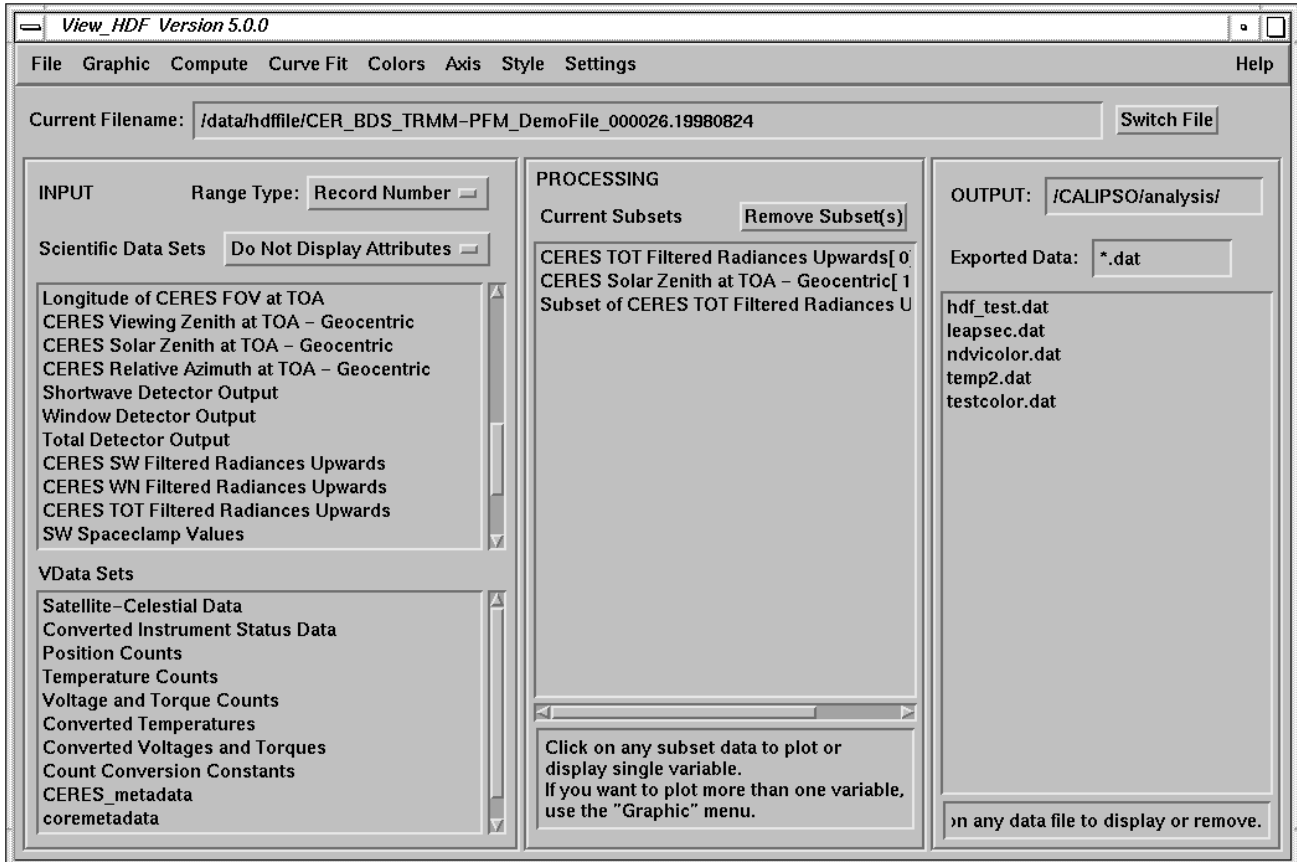 View_HDF Version 5.0.0
File Graphic Compute Curve Fit Colors Axis Style Settings Help
Current Filename: /data/hdffile/CER_BDS_TRMM-PFM_DemoFile_000026.19980824 Switch File
INPUT Range Type: Record Number
Scientific Data Sets Do Not Display Attributes
Longitude of CERES FOV at TOA
CERES Viewing Zenith at TOA – Geocentric
CERES Solar Zenith at TOA – Geocentric
CERES Relative Azimuth at TOA – Geocentric
Shortwave Detector Output
Window Detector Output
Total Detector Output
CERES SW Filtered Radiances Upwards
CERES WN Filtered Radiances Upwards
CERES TOT Filtered Radiances Upwards
SW Spaceclamp Values
VData Sets
Satellite–Celestial Data
Converted Instrument Status Data
Position Counts
Temperature Counts
Voltage and Torque Counts
Converted Temperatures
Converted Voltages and Torques
Count Conversion Constants
CERES_metadata
coremetadata
PROCESSING
Current Subsets Remove Subset(s)
CERES TOT Filtered Radiances Upwards[ 0]
CERES Solar Zenith at TOA – Geocentric[ 1
Subset of CERES TOT Filtered Radiances U
Click on any subset data to plot or
display single variable.
If you want to plot more than one variable,
use the "Graphic" menu.
OUTPUT: /CALIPSO/analysis/
Exported Data: *.dat
hdf_test.dat
leapsec.dat
ndvicolor.dat
temp2.dat
testcolor.dat
on any data file to display or remove.